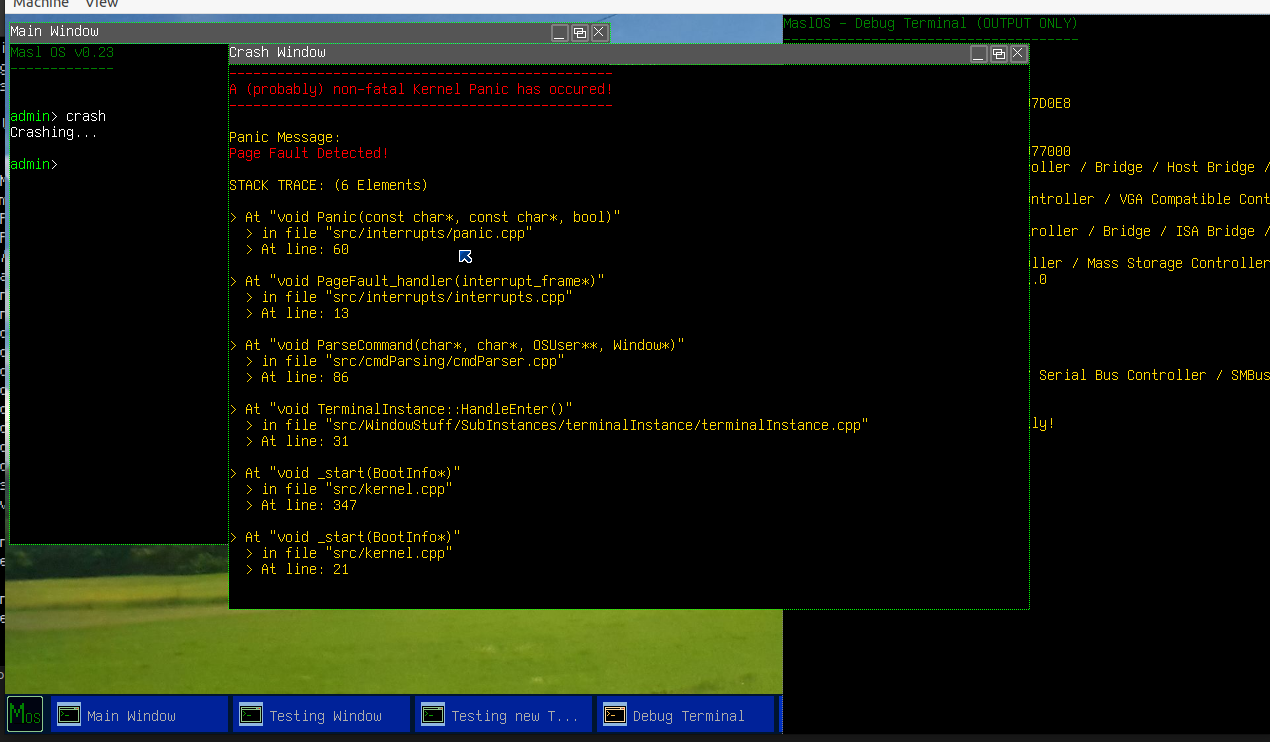 Machine View
Main Window
Masl OS v0.23
-------------
admin> crash
Crashing...
admin>
Crash Window
------------------------------------------------
A (probably) non-fatal Kernel Panic has occured!
------------------------------------------------
Panic Message:
Page Fault Detected!
STACK TRACE: (6 Elements)
> At "void Panic(const char*, const char*, bool)"
> in file "src/interrupts/panic.cpp"
> At line: 60
> At "void PageFault_handler(interrupt_frame*)"
> in file "src/interrupts/interrupts.cpp"
> At line: 13
> At "void ParseCommand(char*, char*, OSUser**, Window*)"
> in file "src/cmdParsing/cmdParser.cpp"
> At line: 86
> At "void TerminalInstance::HandleEnter()"
> in file "src/WindowStuff/SubInstances/terminalInstance/terminalInstance.cpp"
> At line: 31
> At "void _start(BootInfo*)"
> in file "src/kernel.cpp"
> At line: 347
> At "void _start(BootInfo*)"
> in file "src/kernel.cpp"
> At line: 21
MaslOS - Debug Terminal (OUTPUT ONLY)
-------------------------------------
7D0E8
77000
oller / Bridge / Host Bridge /
ntroller / VGA Compatible Cont
roller / Bridge / ISA Bridge /
ller / Mass Storage Controller
.0
Serial Bus Controller / SMBus
ly!
Mos
Main Window
Testing Window
Testing new T...
Debug Terminal